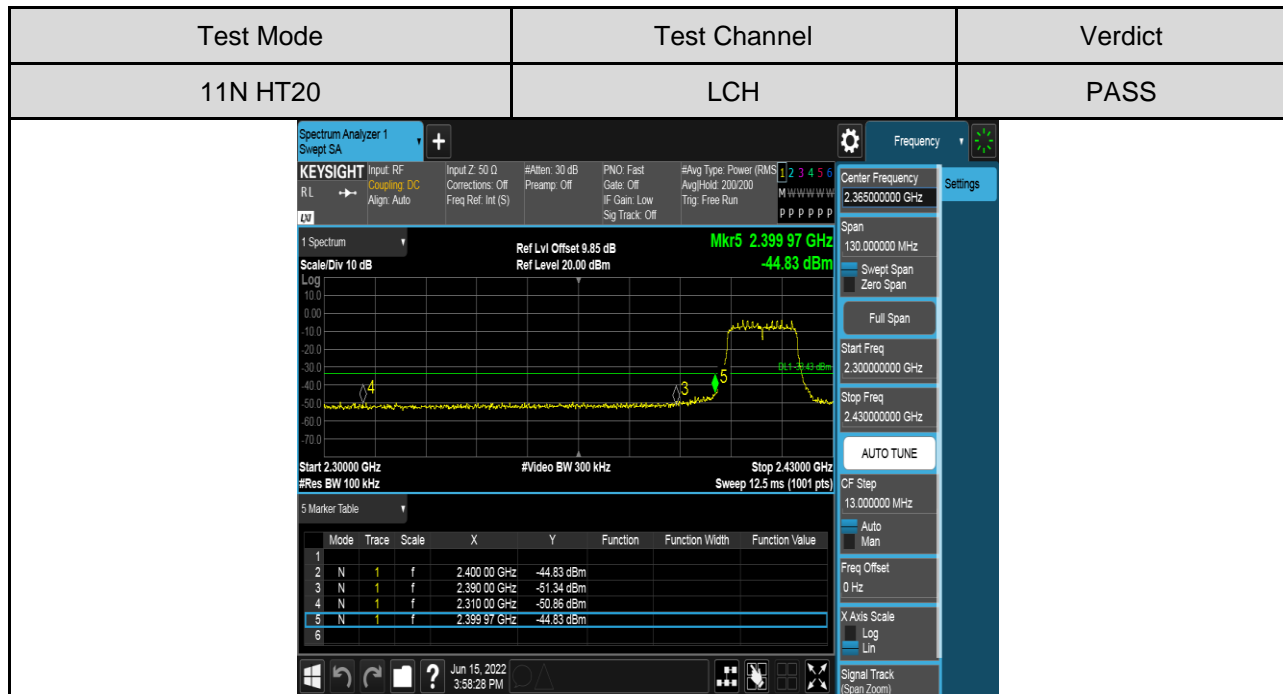 Test Mode Test Channel Verdict
11N HT20 LCH PASS
Spectrum Analyzer 1
Swept SA
+
Frequency
KEYSIGHT
RL
LXI
Input: RF
Coupling: DC
Align: Auto
Input Z: 50 Ω
Corrections: Off
Freq Ref: Int (S)
#Atten: 30 dB
Preamp: Off
PNO: Fast
Gate: Off
IF Gain: Low
Sig Track: Off
#Avg Type: Power (RMS
Avg|Hold: 200/200
Trig: Free Run
1 2 3 4 5 6
M W W W W W
P P P P P P
1 Spectrum
Scale/Div 10 dB
Ref Lvl Offset 9.85 dB
Ref Level 20.00 dBm
Mkr5 2.399 97 GHz
-44.83 dBm
Log
10.0
0.00
-10.0
-20.0
-30.0
-40.0
-50.0
-60.0
-70.0
4
3
5
Start 2.30000 GHz #Video BW 300 kHz Stop 2.43000 GHz
#Res BW 100 kHz Sweep 12.5 ms (1001 pts)
5 Marker Table
Mode Trace Scale X Y Function Function Width Function Value
1
2 N 1 f 2.400 00 GHz -44.83 dBm
3 N 1 f 2.390 00 GHz -51.34 dBm
4 N 1 f 2.310 00 GHz -50.86 dBm
5 N 1 f 2.399 97 GHz -44.83 dBm
6
?
Jun 15, 2022
3:58:28 PM
Center Frequency
2.365000000 GHz
Settings
Span
130.000000 MHz
Swept Span
Zero Span
Full Span
Start Freq
2.300000000 GHz
Stop Freq
2.430000000 GHz
AUTO TUNE
CF Step
13.000000 MHz
Auto
Man
Freq Offset
0 Hz
X Axis Scale
Log
Lin
Signal Track
(Span Zoom)